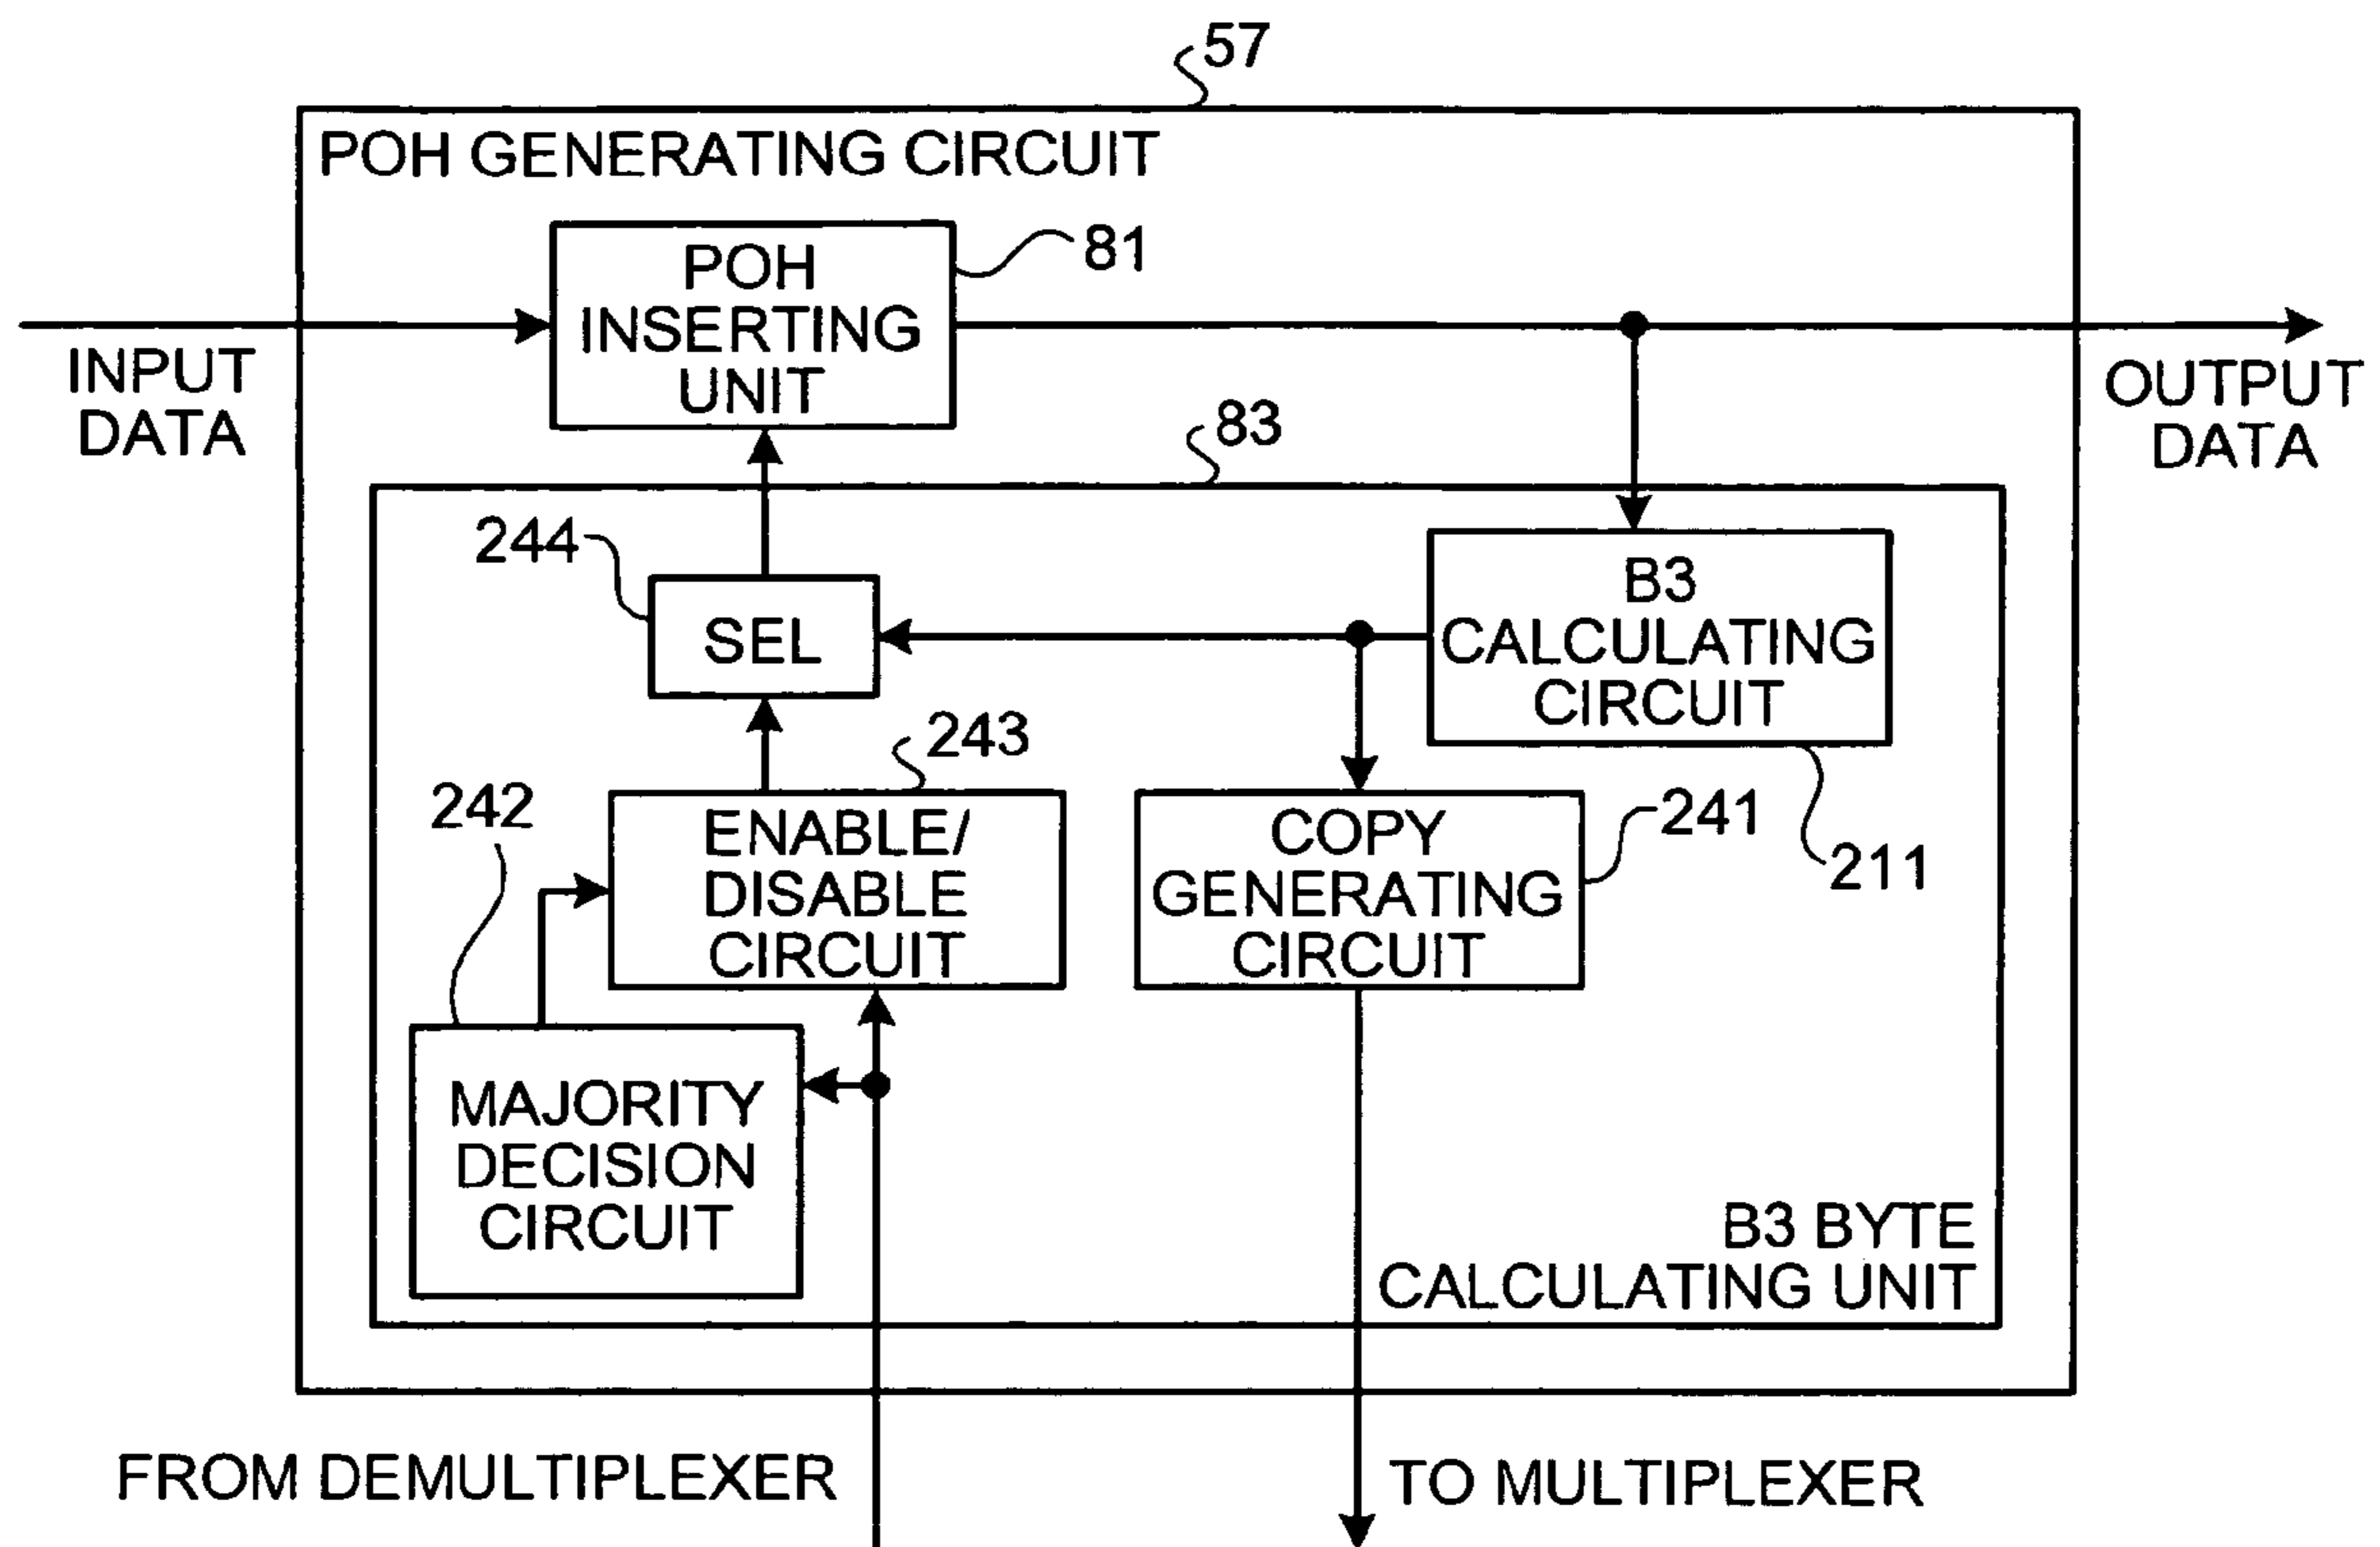 57
POH GENERATING CIRCUIT
POH
INSERTING
UNIT
81
INPUT
DATA
OUTPUT
DATA
83
244
SEL
B3
CALCULATING
CIRCUIT
211
243
242
ENABLE/
DISABLE
CIRCUIT
COPY
GENERATING
CIRCUIT
241
MAJORITY
DECISION
CIRCUIT
B3 BYTE
CALCULATING UNIT
FROM DEMULTIPLEXER
TO MULTIPLEXER